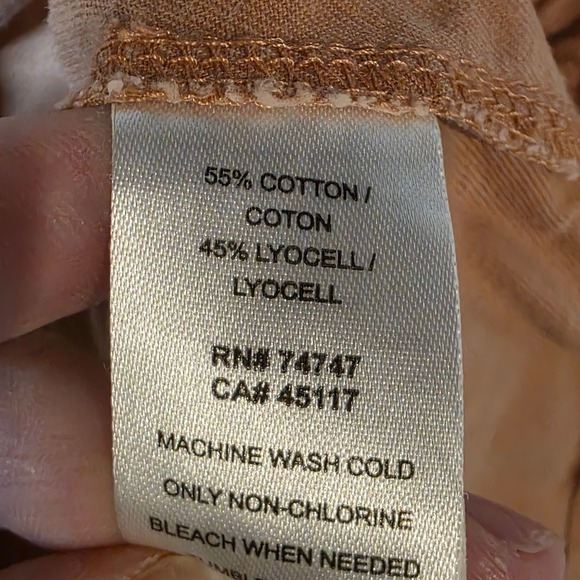 55% COTTON /
COTON
45% LYOCELL /
LYOCELL
RN# 74747
CA# 45117
MACHINE WASH COLD
ONLY NON-CHLORINE
BLEACH WHEN NEEDED